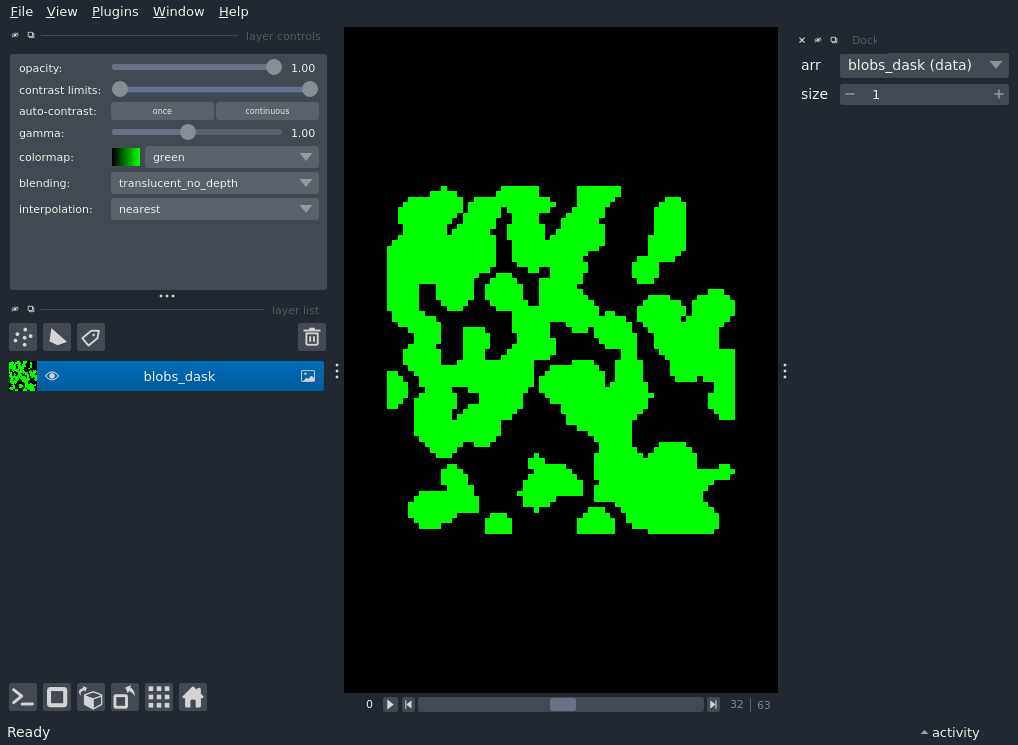 File View Plugins Window Help
layer controls
opacity: 1.00
contrast limits:
auto-contrast: once continuous
gamma: 1.00
colormap: green
blending: translucent_no_depth
interpolation: nearest
layer list
blobs_dask
Dock
arr blobs_dask (data)
size 1
0 32 | 63
Ready
activity